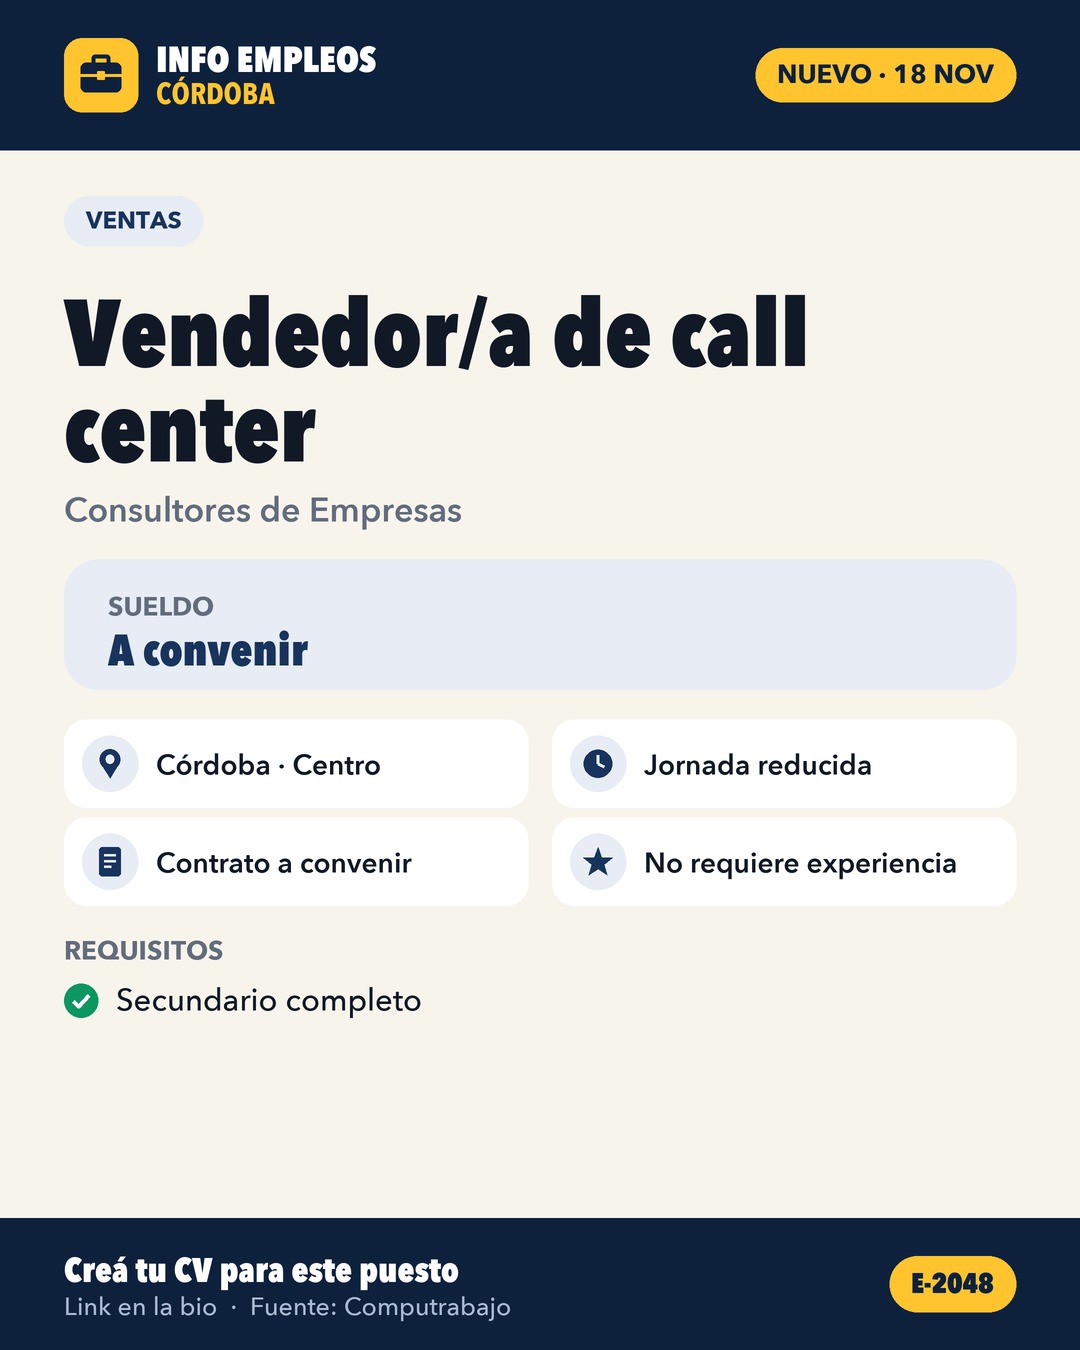 INFO EMPLEOS
CÓRDOBA
NUEVO · 18 NOV
VENTAS
Vendedor/a de call
center
Consultores de Empresas
SUELDO
A convenir
Córdoba · Centro
Jornada reducida
Contrato a convenir
No requiere experiencia
REQUISITOS
Secundario completo
Creá tu CV para este puesto
Link en la bio · Fuente: Computrabajo
E-2048